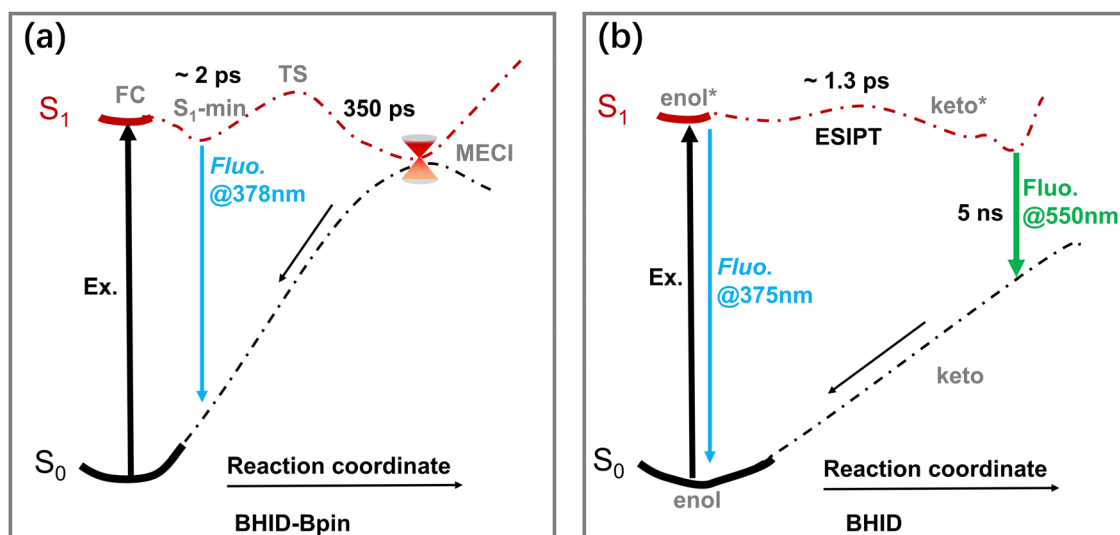 (a)
~ 2 ps
TS
FC
S₁-min
350 ps
S₁
MECI
Fluo.
@378nm
Ex.
S₀
Reaction coordinate
BHID-Bpin
(b)
~ 1.3 ps
enol*
keto*
S₁
ESIPT
Fluo.
@550nm
5 ns
Ex.
Fluo.
@375nm
keto
S₀
enol
Reaction coordinate
BHID